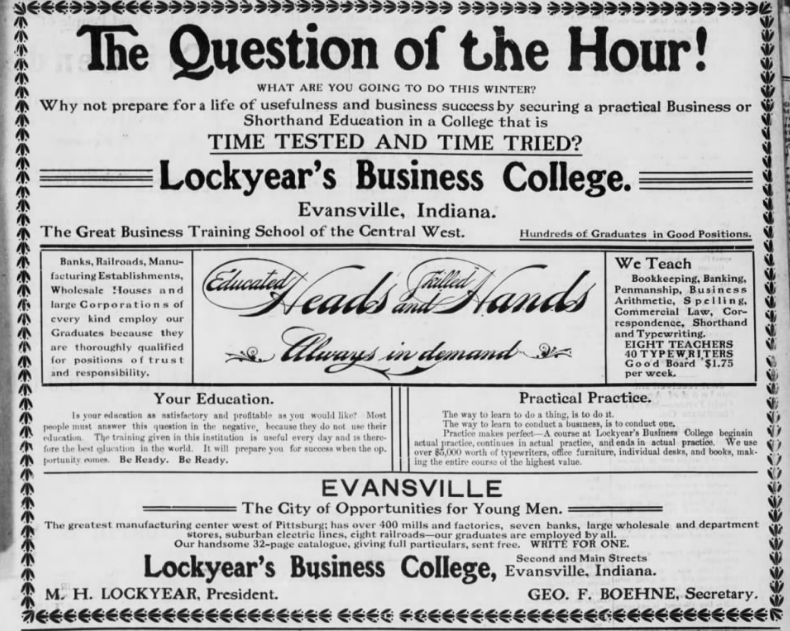 The Question of the Hour!
WHAT ARE YOU GOING TO DO THIS WINTER?
Why not prepare for a life of usefulness and business success by securing a practical Business or
Shorthand Education in a College that is
TIME TESTED AND TIME TRIED?
Lockyear's Business College.
Evansville, Indiana.
The Great Business Training School of the Central West.
Hundreds of Graduates in Good Positions.
Banks, Railroads, Manu-
facturing Establishments,
Wholesale Houses and
large Corporations of
every kind employ our
Graduates because they
are thoroughly qualified
for positions of trust
and responsibility.
Educated Heads and Skilled Hands
Always in demand
We Teach
Bookkeeping, Banking,
Penmanship, Business
Arithmetic, Spelling,
Commercial Law, Cor-
respondence, Shorthand
and Typewriting.
EIGHT TEACHERS
40 TYPEWRITERS
Good Board $1.75
per week.
Your Education.
Is your education as satisfactory and profitable as you would like? Most
people must answer this question in the negative, because they do not use their
education. The training given in this institution is useful every day and is there-
fore the best education in the world. It will prepare you for success when the op-
portunity comes. Be Ready. Be Ready.
Practical Practice.
The way to learn to do a thing, is to do it.
The way to learn to conduct a business, is to conduct one.
Practice makes perfect—A course at Lockyear's Business College beginsin
actual practice, continues in actual practice, and ends in actual practice. We use
over $5,000 worth of typewriters, office furniture, individual desks, and books, mak-
ing the entire course of the highest value.
EVANSVILLE
The City of Opportunities for Young Men.
The greatest manufacturing center west of Pittsburg; has over 400 mills and factories, seven banks, large wholesale and department
stores, suburban electric lines, eight railroads—our graduates are employed by all.
Our handsome 32-page catalogue, giving full particulars, sent free. WRITE FOR ONE.
Lockyear's Business College, Second and Main Streets
Evansville, Indiana.
M. H. LOCKYEAR, President.
GEO. F. BOEHNE, Secretary.